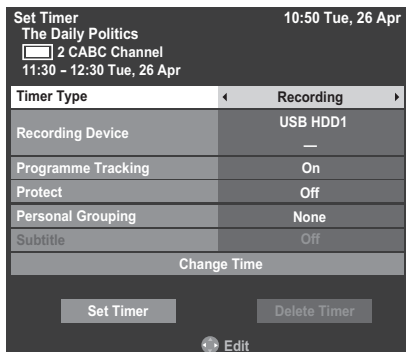 Set Timer 10:50 Tue, 26 Apr
The Daily Politics
2 CABC Channel
11:30 – 12:30 Tue, 26 Apr
Timer Type Recording
Recording Device USB HDD1
—
Programme Tracking On
Protect Off
Personal Grouping None
Subtitle Off
Change Time
Set Timer Delete Timer
Edit